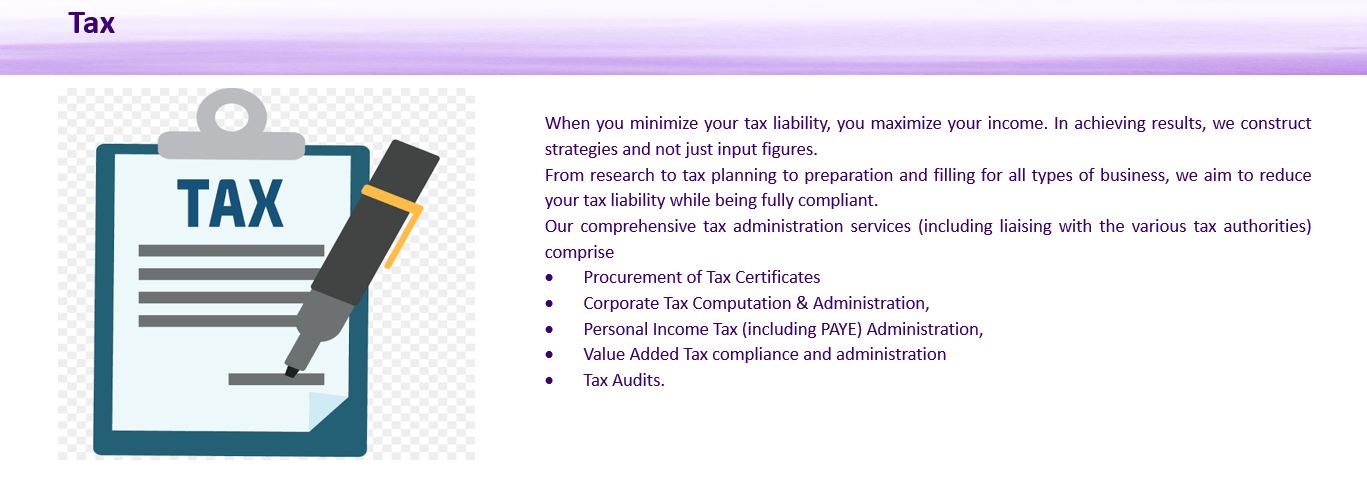 Tax
TAX
When you minimize your tax liability, you maximize your income. In achieving results, we construct
strategies and not just input figures.
From research to tax planning to preparation and filling for all types of business, we aim to reduce
your tax liability while being fully compliant.
Our comprehensive tax administration services (including liaising with the various tax authorities)
comprise
• Procurement of Tax Certificates
• Corporate Tax Computation & Administration,
• Personal Income Tax (including PAYE) Administration,
• Value Added Tax compliance and administration
• Tax Audits.